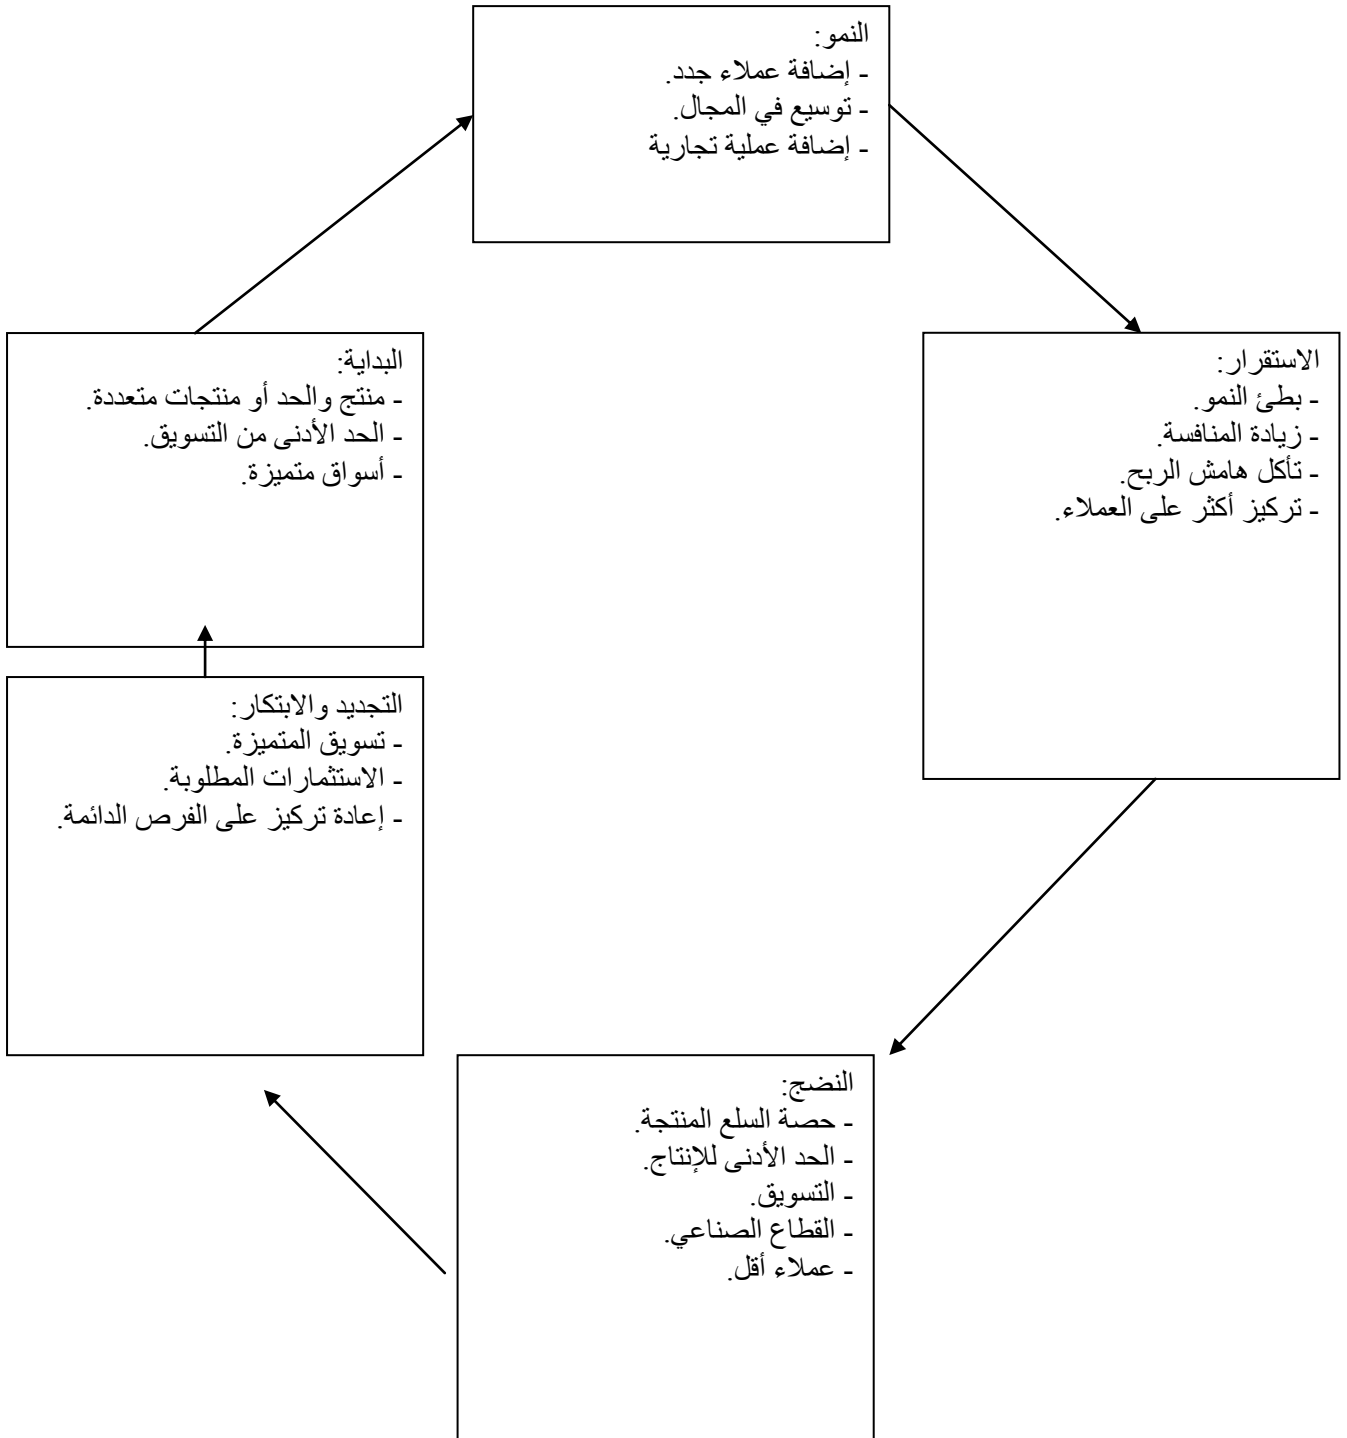 النمو:
- إضافة عملاء جدد.
- توسيع في المجال.
- إضافة عملية تجارية
البداية:
- منتج والحد أو منتجات متعددة.
- الحد الأدنى من التسويق.
- أسواق متميزة.
الاستقرار:
- بطئ النمو.
- زيادة المنافسة.
- تأكل هامش الربح.
- تركيز أكثر على العملاء.
التجديد والابتكار:
- تسويق المتميزة.
- الاستثمارات المطلوبة.
- إعادة تركيز على الفرص الدائمة.
النضج:
- حصة السلع المنتجة.
- الحد الأدنى للإنتاج.
- التسويق.
- القطاع الصناعي.
- عملاء أقل.